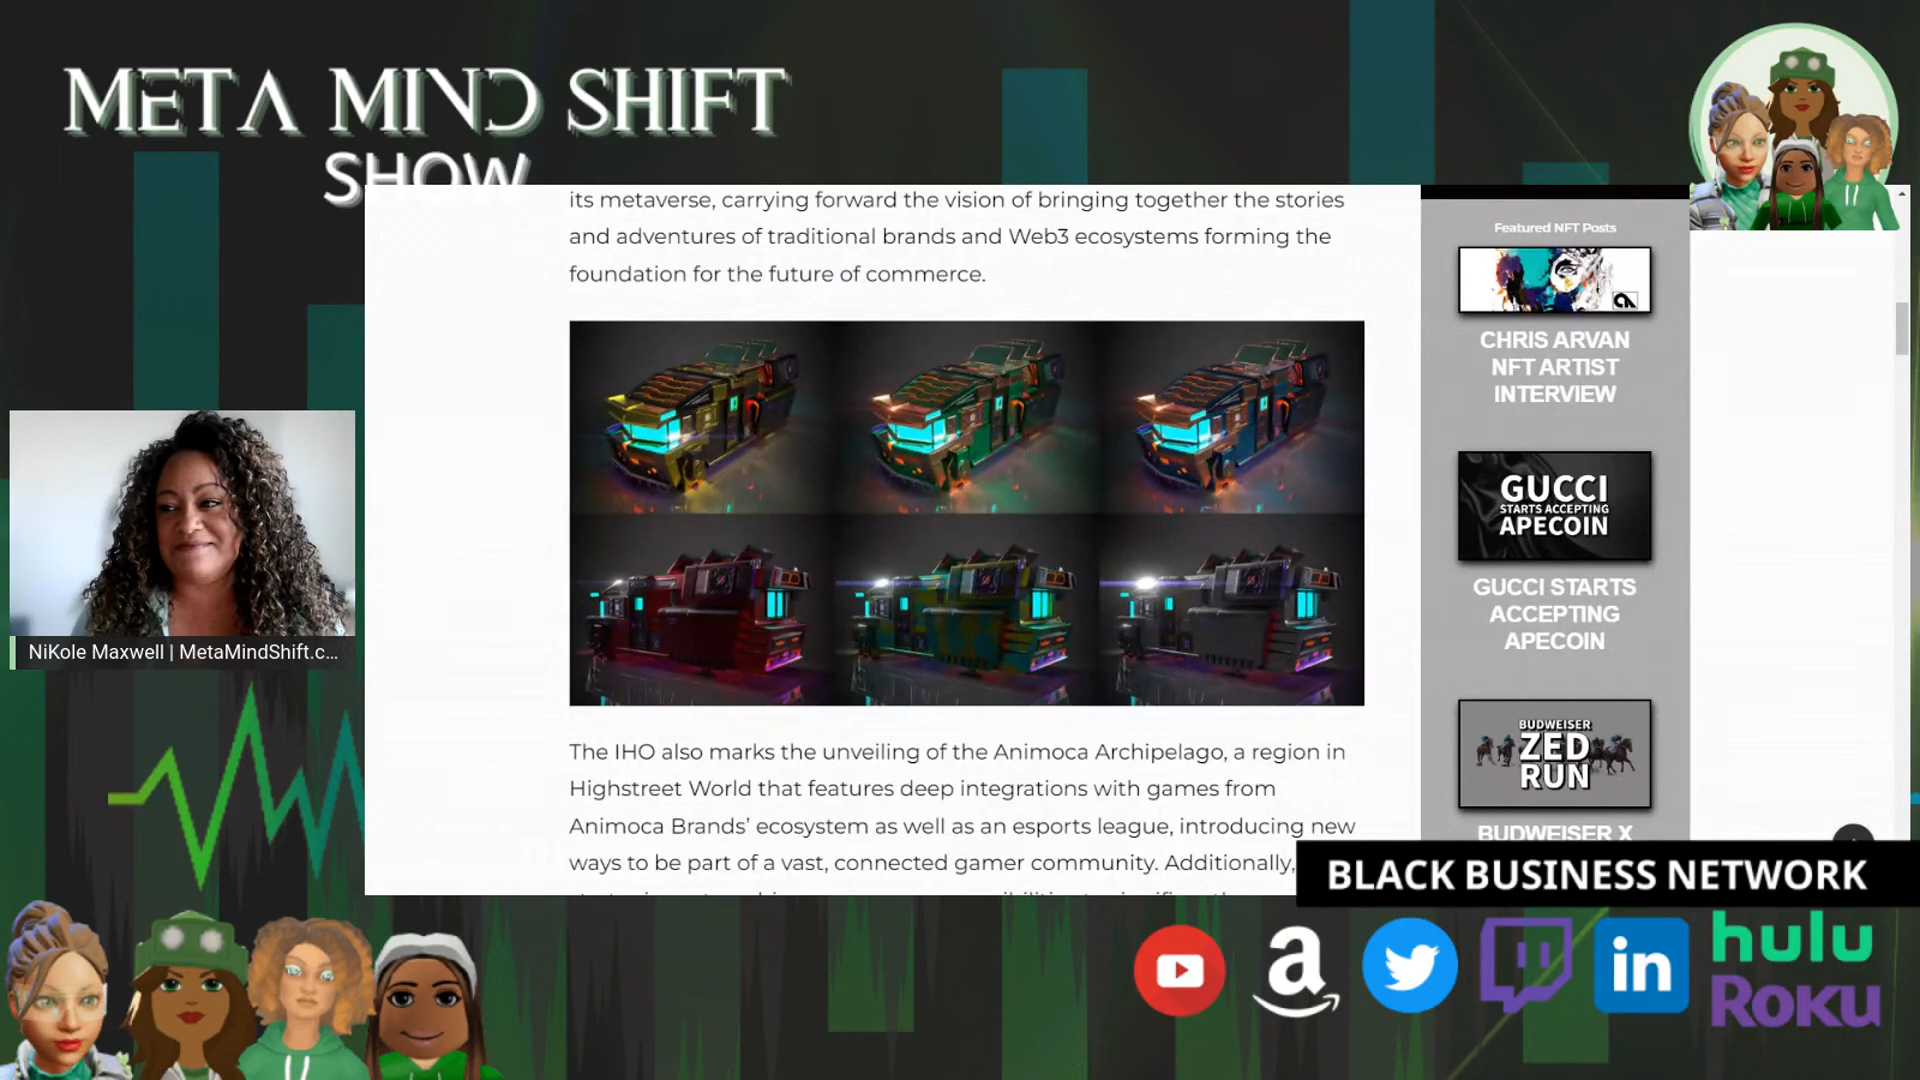 META MIND SHIFT
SHOW
its metaverse, carrying forward the vision of bringing together the stories
and adventures of traditional brands and Web3 ecosystems forming the
foundation for the future of commerce.
The IHO also marks the unveiling of the Animoca Archipelago, a region in
Highstreet World that features deep integrations with games from
Animoca Brands’ ecosystem as well as an esports league, introducing new
ways to be part of a vast, connected gamer community. Additionally,
Featured NFT Posts
CHRIS ARVAN
NFT ARTIST
INTERVIEW
GUCCI
STARTS ACCEPTING
APECOIN
GUCCI STARTS
ACCEPTING
APECOIN
BUDWEISER
ZED
RUN
BUDWEISER X
NiKole Maxwell | MetaMindShift.c...
BLACK BUSINESS NETWORK
a
in
hulu
ROKU